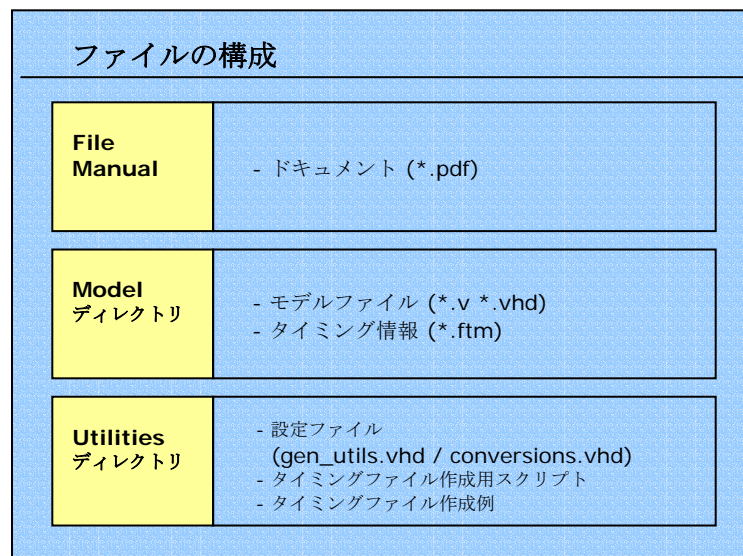 ファイルの構成
File
Manual
- ドキュメント (*.pdf)
Model
ディレクトリ
- モデルファイル (*.v *.vhd)
- タイミング情報 (*.ftm)
Utilities
ディレクトリ
- 設定ファイル
(gen_utils.vhd / conversions.vhd)
- タイミングファイル作成用スクリプト
- タイミングファイル作成例